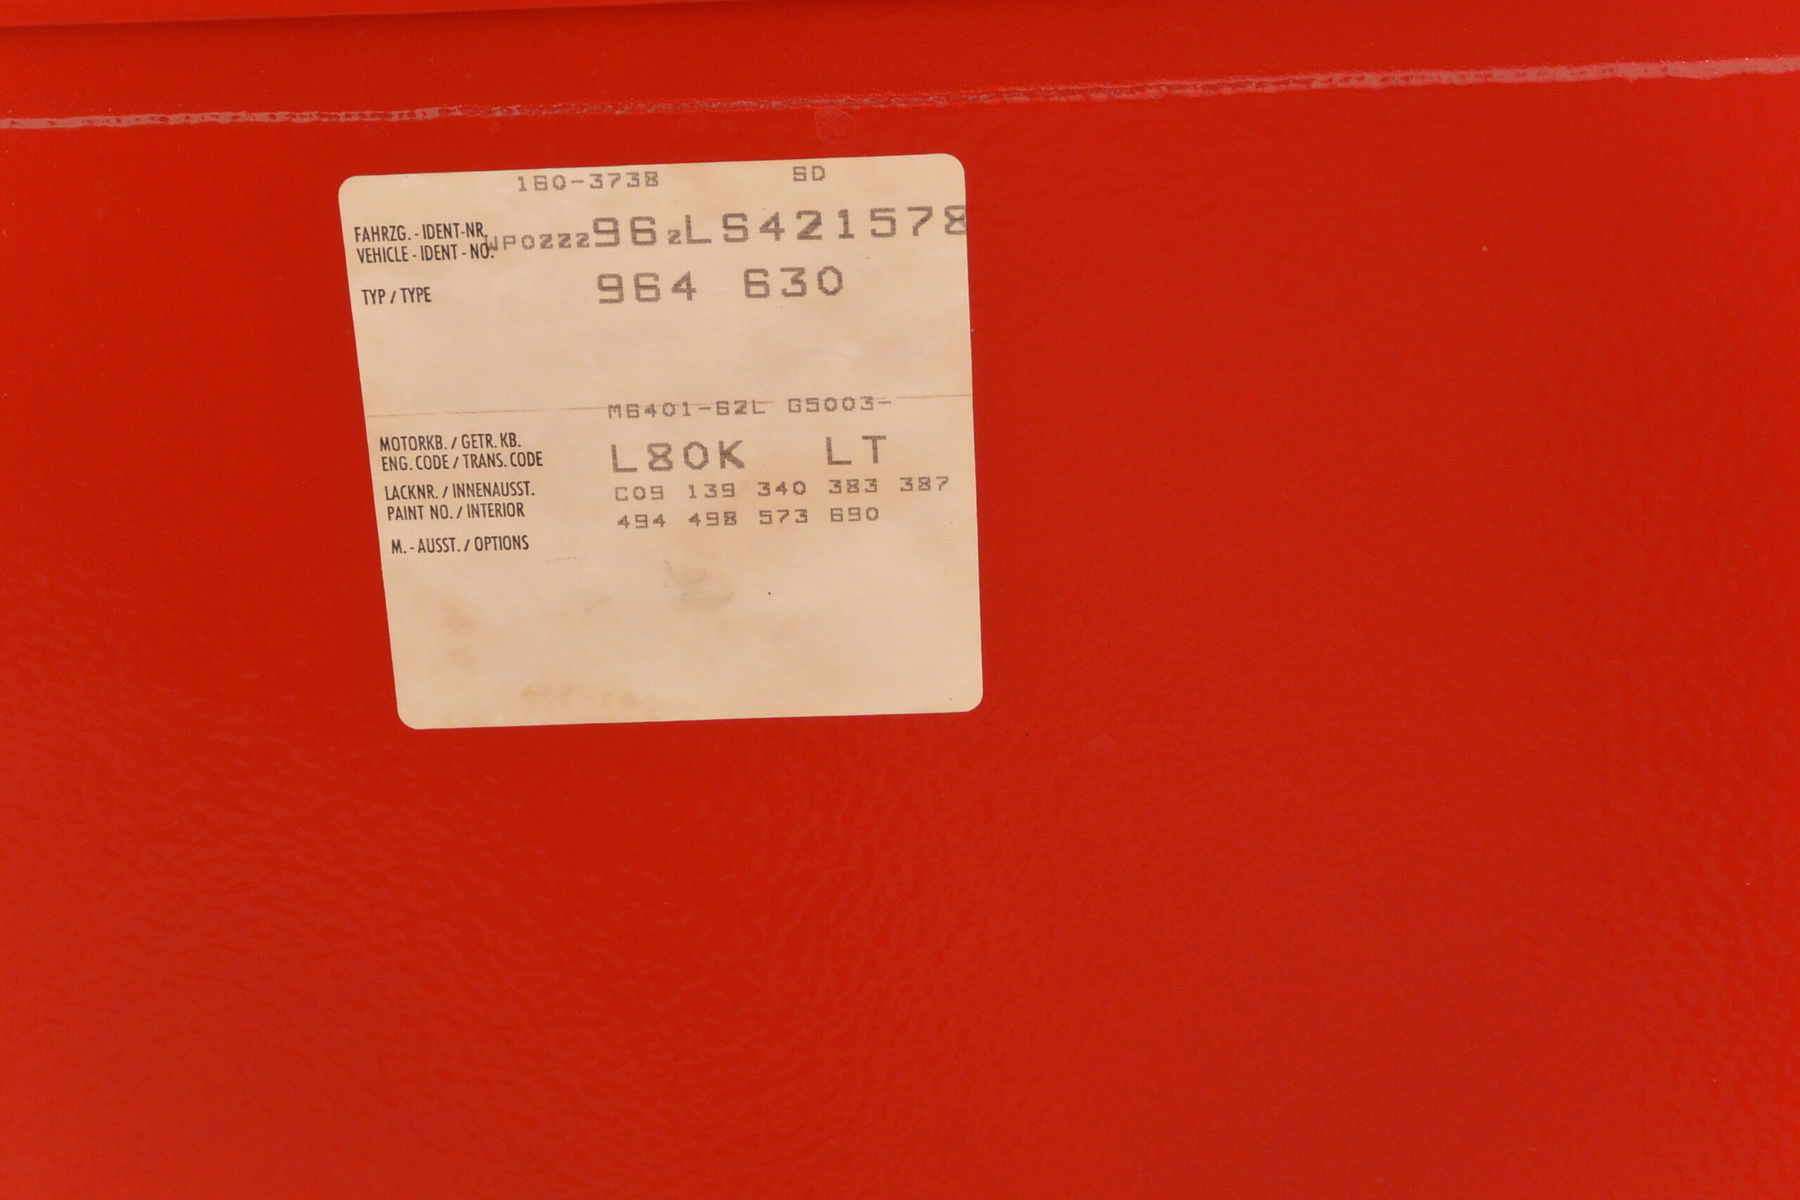 160-3738 SD
FAHRZG. - IDENT-NR.
VEHICLE - IDENT - NO. WP0ZZZ96ZLS421578
TYP / TYPE 964 630
M6401-62L G5003-
MOTORKB. / GETR. KB.
ENG. CODE / TRANS. CODE L80K LT
LACKNR. / INNENAUSST. C09 139 340 383 387
PAINT NO. / INTERIOR 494 498 573 690
M. - AUSST. / OPTIONS